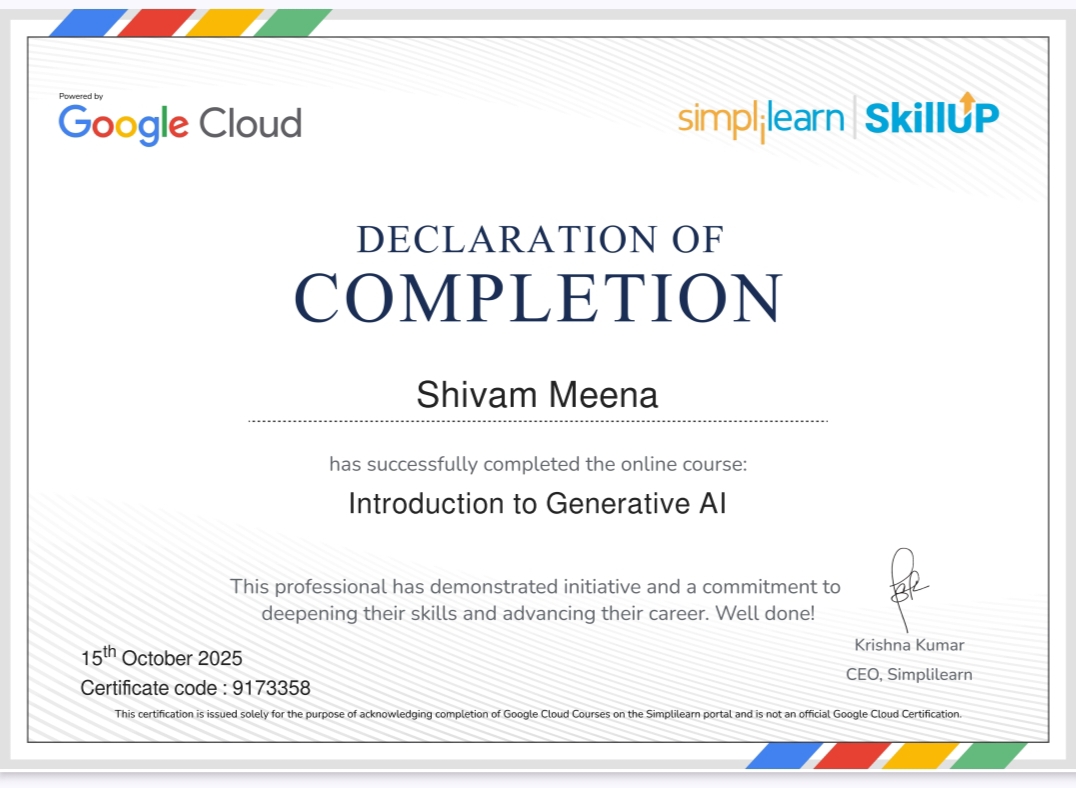 Powered by
Google Cloud
simplilearn | SkillUP
DECLARATION OF
COMPLETION
Shivam Meena
has successfully completed the online course:
Introduction to Generative AI
This professional has demonstrated initiative and a commitment to
deepening their skills and advancing their career. Well done!
Krishna Kumar
CEO, Simplilearn
15th October 2025
Certificate code : 9173358
This certification is issued solely for the purpose of acknowledging completion of Google Cloud Courses on the Simplilearn portal and is not an official Google Cloud Certification.